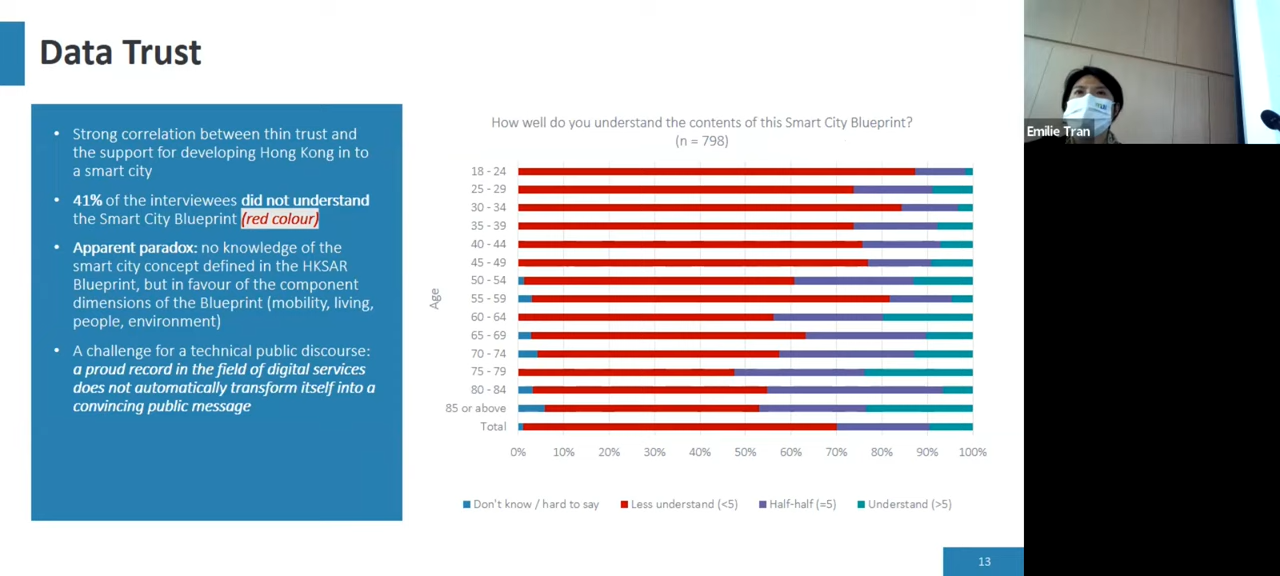 Data Trust
• Strong correlation between thin trust and
the support for developing Hong Kong in to
a smart city
• 41% of the interviewees did not understand
the Smart City Blueprint (red colour)
• Apparent paradox: no knowledge of the
smart city concept defined in the HKSAR
Blueprint, but in favour of the component
dimensions of the Blueprint (mobility, living,
people, environment)
• A challenge for a technical public discourse:
a proud record in the field of digital services
does not automatically transform itself into a
convincing public message
How well do you understand the contents of this Smart City Blueprint?
(n = 798)
Age
18 - 24
25 - 29
30 - 34
35 - 39
40 - 44
45 - 49
50 - 54
55 - 59
60 - 64
65 - 69
70 - 74
75 - 79
80 - 84
85 or above
Total
0% 10% 20% 30% 40% 50% 60% 70% 80% 90% 100%
Don't know / hard to say Less understand (<5) Half-half (=5) Understand (>5)
13
Emilie Tran